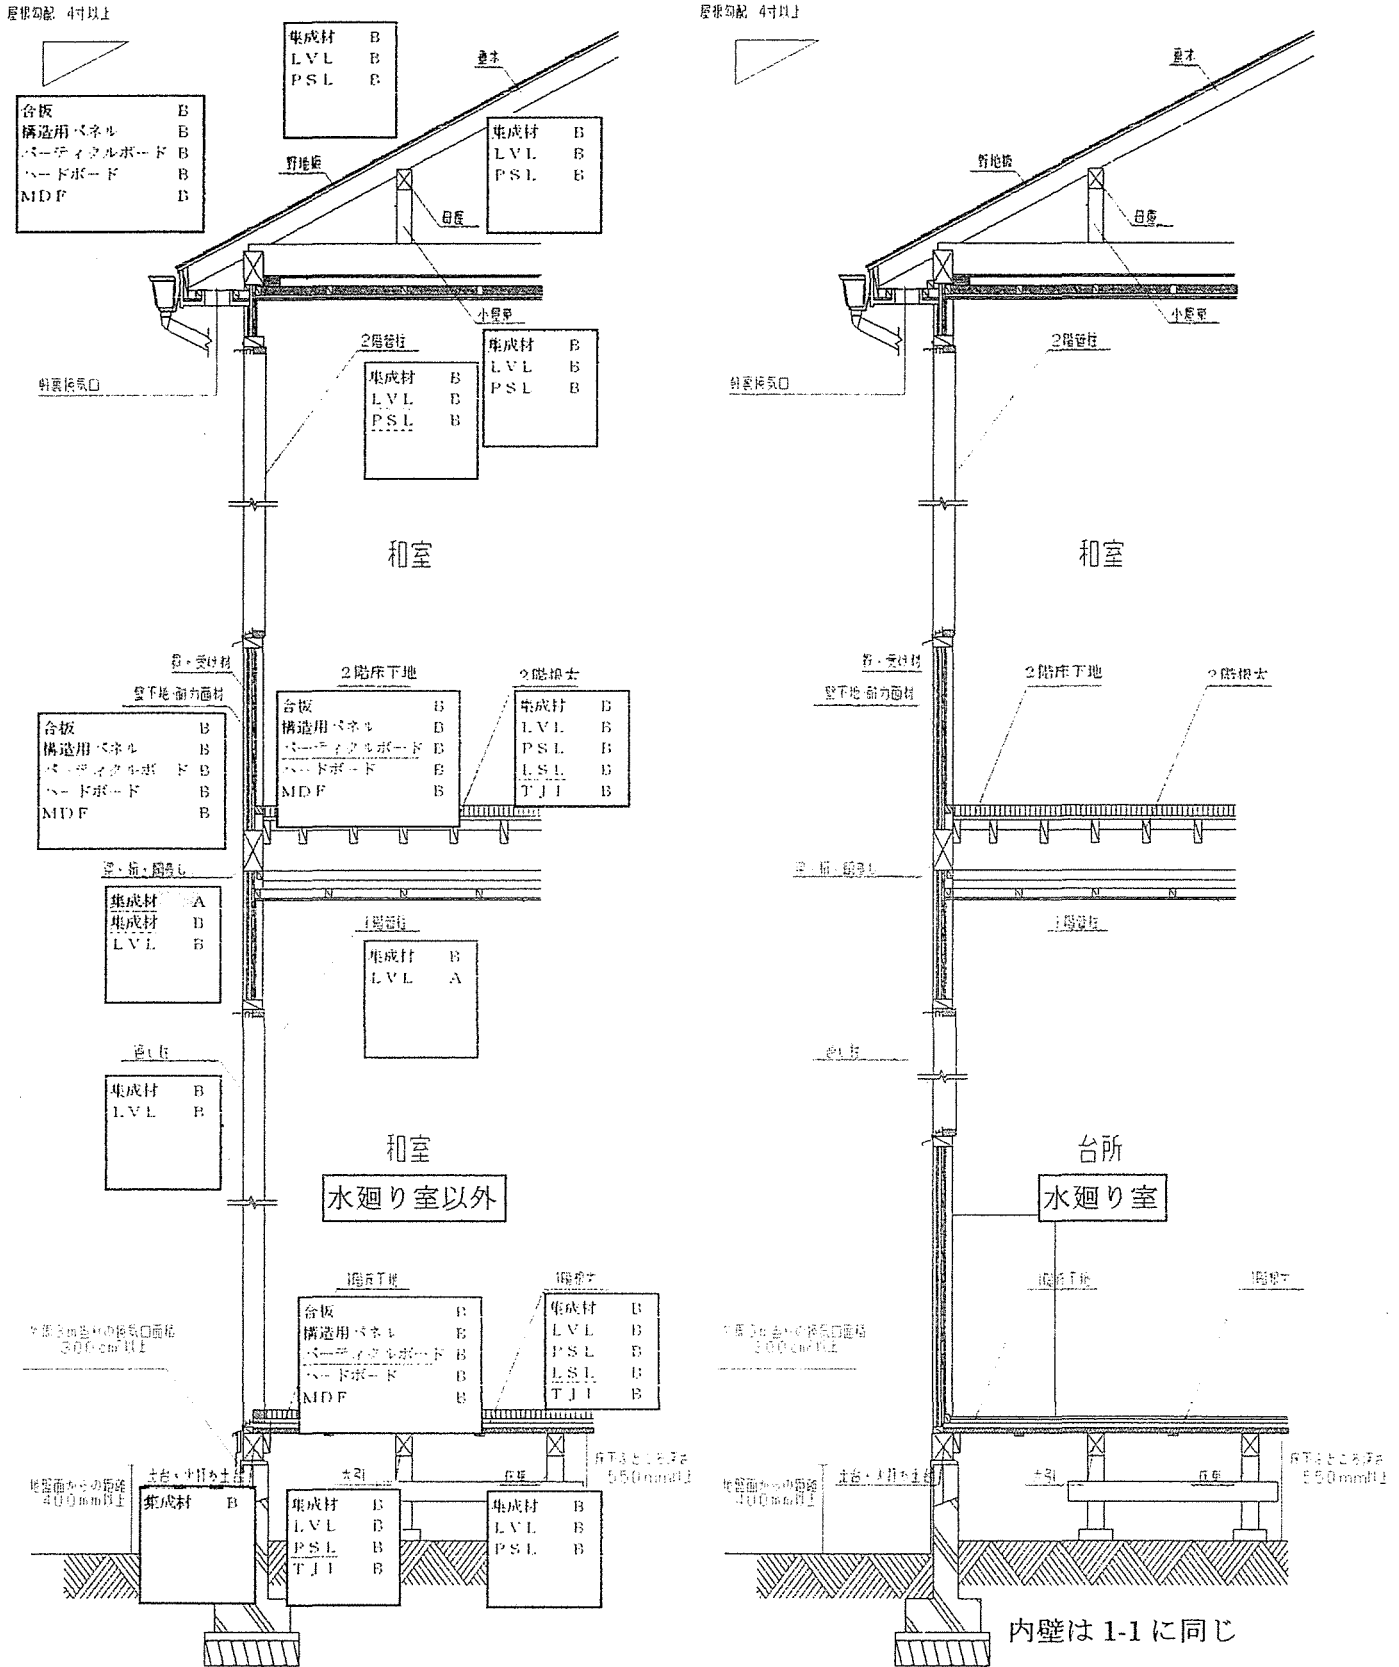 屋根勾配 4寸以上
集成材 B
LVL B
PSL B
垂木
合板 B
構造用パネル B
パーティクルボード B
ハードボード B
MDF B
野地板
集成材 B
LVL B
PSL B
母屋
小屋束
集成材 B
LVL B
PSL B
2階管柱
集成材 B
LVL B
PSL B
軒裏換気口
和室
壁下地・耐力面材
合板 B
構造用パネル B
パーティクルボード B
ハードボード B
MDF B
2階床下地
合板 B
構造用パネル B
パーティクルボード B
ハードボード B
MDF B
2階根太
集成材 B
LVL B
PSL B
LSL B
TJI B
集成材 A
集成材 B
LVL B
1階管柱
集成材 B
LVL A
通し柱
集成材 B
LVL B
和室
水廻り室以外
1階床下地
合板 B
構造用パネル B
パーティクルボード B
ハードボード B
MDF B
1階根太
集成材 B
LVL B
PSL B
LSL B
TJI B
300cm²以上
地盤面からの距離
400mm以上
集成材 B
大引
集成材 B
LVL B
PSL B
TJI B
床束
集成材 B
LVL B
PSL B
550mm以上
屋根勾配 4寸以上
垂木
野地板
母屋
小屋束
2階管柱
軒裏換気口
和室
壁下地・耐力面材
2階床下地
2階根太
1階管柱
通し柱
台所
水廻り室
1階床下地
1階根太
300cm²以上
地盤面からの距離
400mm以上
大引
床束
550mm以上
内壁は 1-1 に同じ